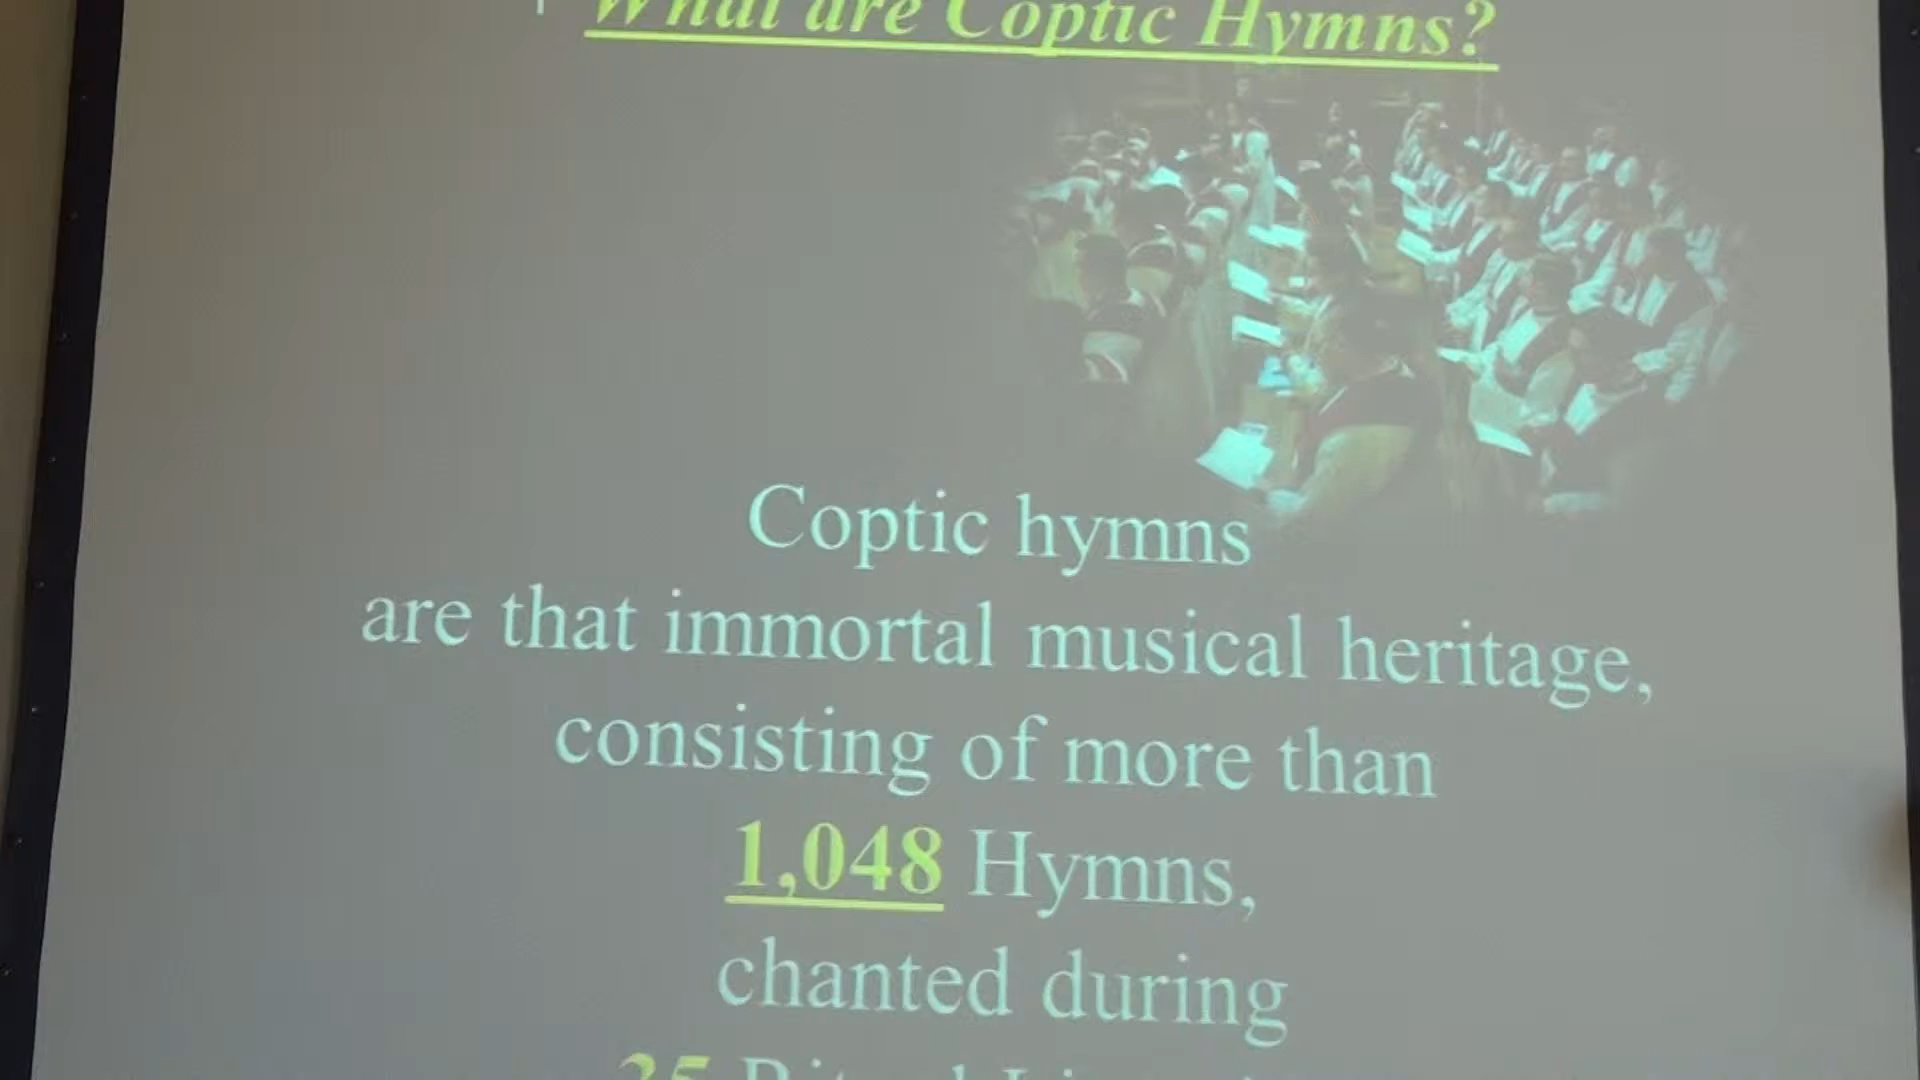 What are Coptic Hymns?
Coptic hymns
are that immortal musical heritage,
consisting of more than
1,048 Hymns,
chanted during